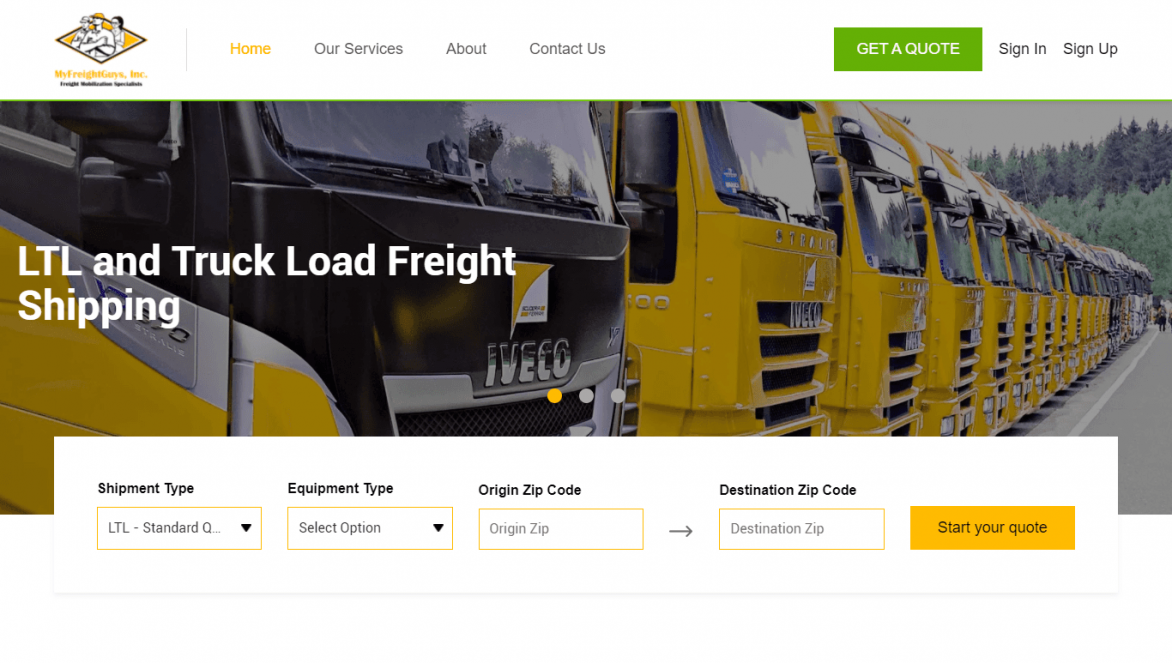 MyFreightGuys, Inc.
Freight Mobilization Specialists
Home
Our Services
About
Contact Us
GET A QUOTE
Sign In
Sign Up
LTL and Truck Load Freight
Shipping
STRALIS
IVECO
IVECO
Shipment Type
Equipment Type
Origin Zip Code
Destination Zip Code
LTL - Standard Q...
Select Option
Origin Zip
Destination Zip
Start your quote